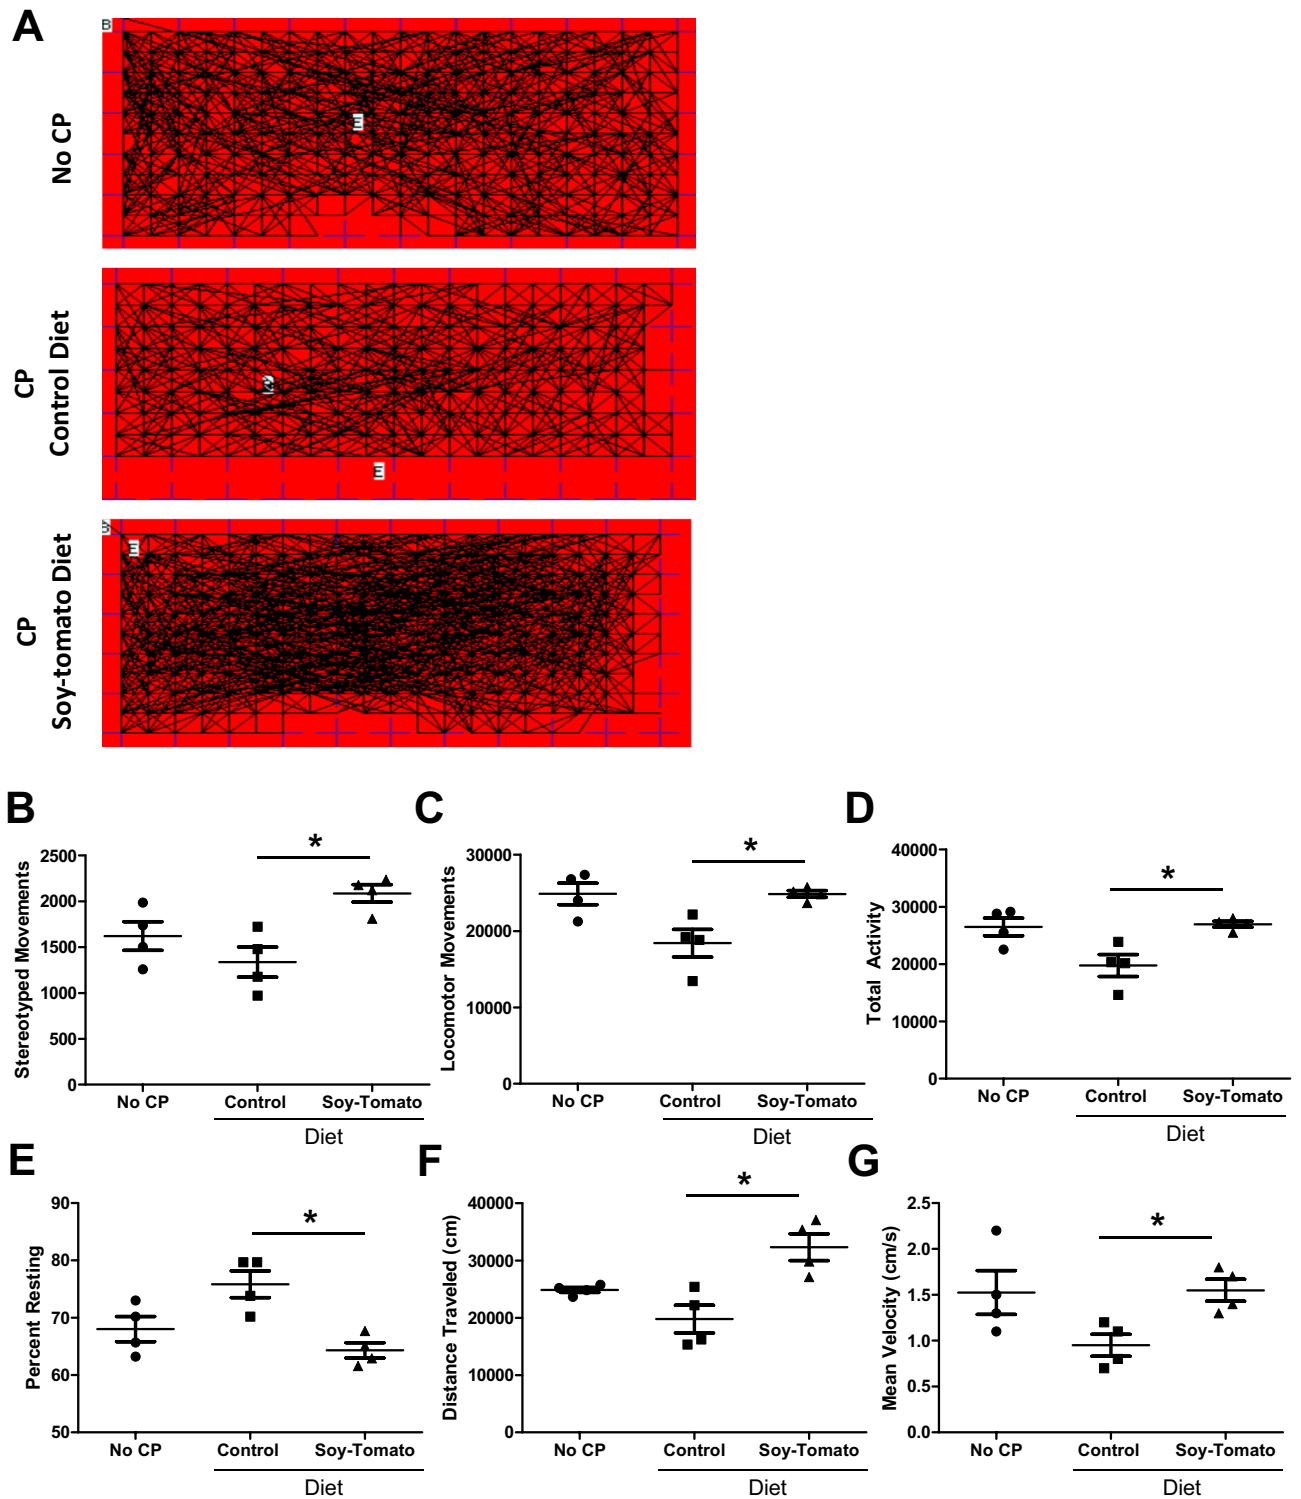 A
B
No CP
E
CP
Control Diet
E
CP
Soy-tomato Diet
B
E
B
Stereotyped Movements
2500
2000
1500
1000
500
0
*
No CP
Control
Soy-Tomato
Diet
C
Locomotor Movements
30000
20000
10000
0
*
No CP
Control
Soy-Tomato
Diet
D
Total Activity
40000
30000
20000
10000
0
*
No CP
Control
Soy-Tomato
Diet
E
Percent Resting
90
80
70
60
50
*
No CP
Control
Soy-Tomato
Diet
F
Distance Traveled (cm)
40000
30000
20000
10000
0
*
No CP
Control
Soy-Tomato
Diet
G
Mean Velocity (cm/s)
2.5
2.0
1.5
1.0
0.5
0.0
*
No CP
Control
Soy-Tomato
Diet